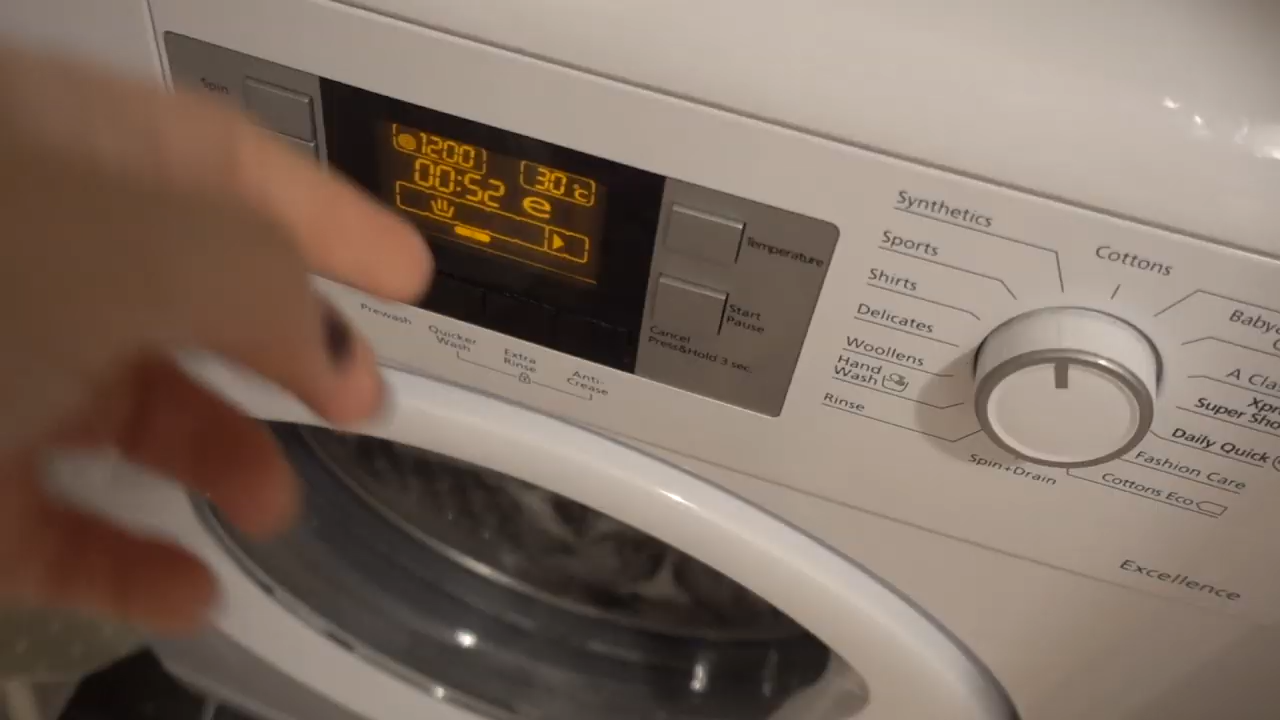 Spin
1200
30°C
00:52
e
Temperature
Start
Pause
Cancel
Press&Hold 3 sec.
Prewash
Quicker
Wash
Extra
Rinse
Anti-
Crease
Synthetics
Sports
Shirts
Delicates
Woollens
Hand
Wash
Rinse
Spin+Drain
Cottons
Super
Daily Quick
Fashion Care
Cottons Eco
Excellence